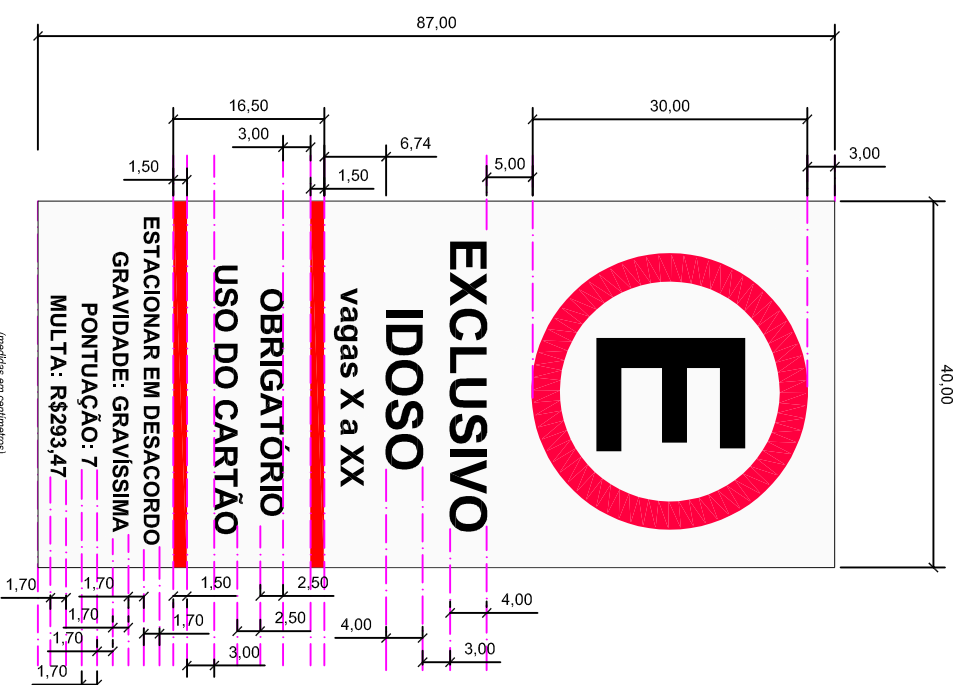 87,00
16,50
30,00
3,00
6,74
5,00
3,00
1,50
1,50
40,00
E
EXCLUSIVO
IDOSO
vagas X a XX
OBRIGATÓRIO
USO DO CARTÃO
ESTACIONAR EM DESACORDO
GRAVIDADE: GRAVÍSSIMA
PONTUAÇÃO: 7
MULTA: R$293,47
(medidas em centímetros)
1,70
1,70
1,50
2,50
4,00
1,70
1,70
2,50
4,00
1,70
3,00
3,00
1,70